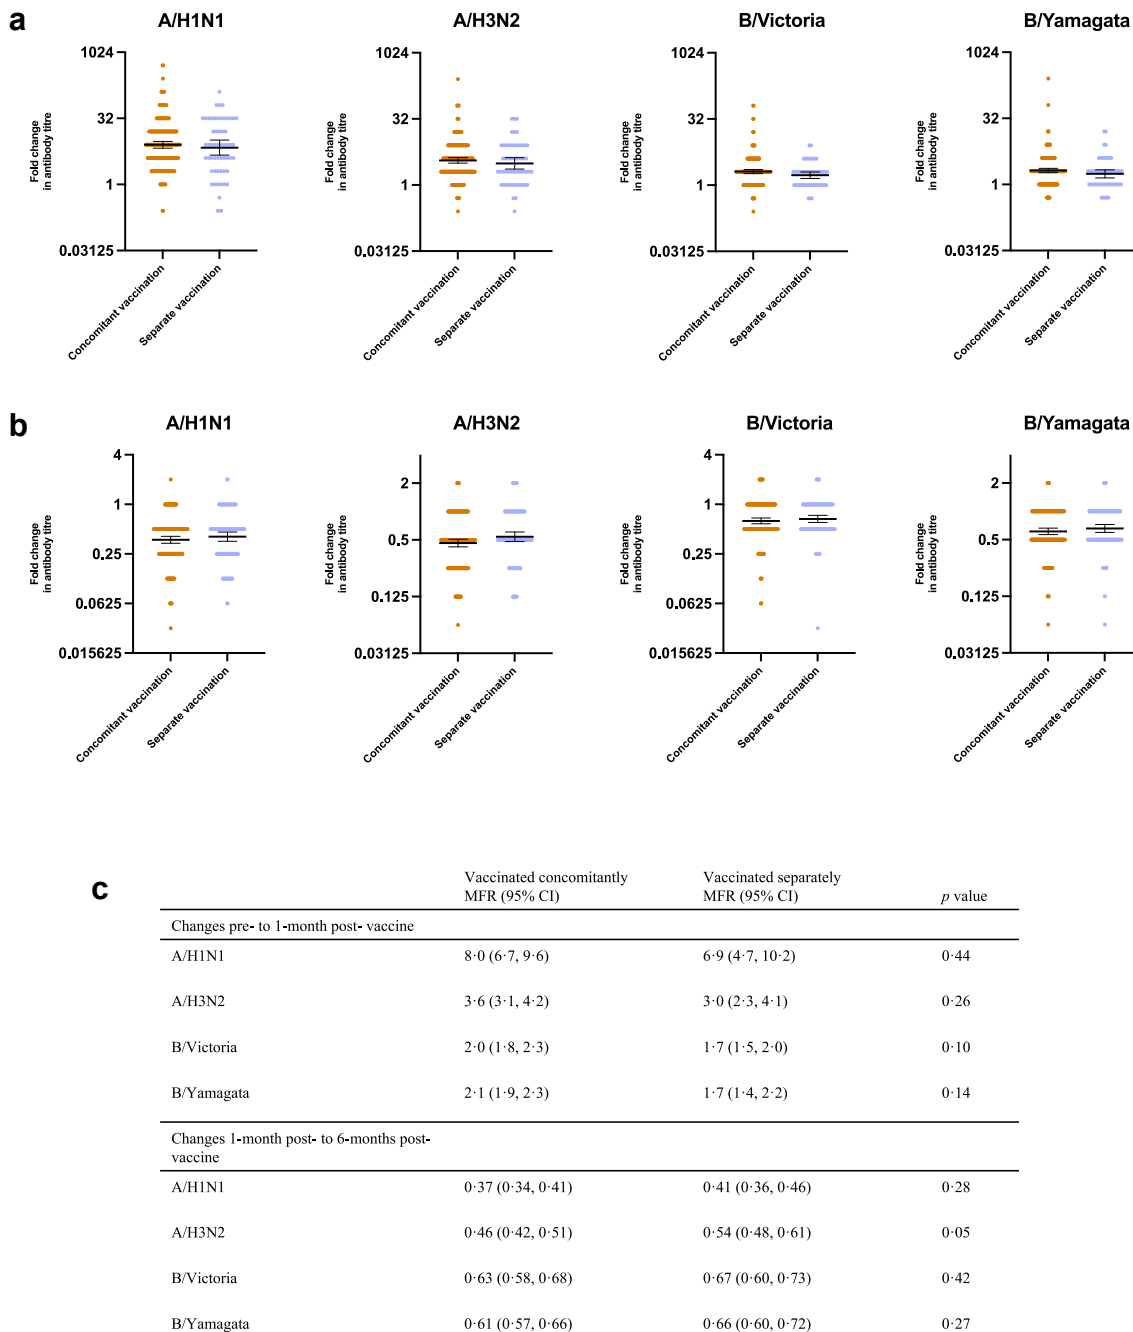 a
A/H1N1
A/H3N2
B/Victoria
B/Yamagata
Fold change
in antibody titre
1024
32
1
0.03125
Concomitant vaccination
Separate vaccination
Fold change
in antibody titre
1024
32
1
0.03125
Concomitant vaccination
Separate vaccination
Fold change
in antibody titre
1024
32
1
0.03125
Concomitant vaccination
Separate vaccination
Fold change
in antibody titre
1024
32
1
0.03125
Concomitant vaccination
Separate vaccination
b
A/H1N1
A/H3N2
B/Victoria
B/Yamagata
Fold change
in antibody titre
4
1
0.25
0.0625
0.015625
Concomitant vaccination
Separate vaccination
Fold change
in antibody titre
2
0.5
0.125
0.03125
Concomitant vaccination
Separate vaccination
Fold change
in antibody titre
4
1
0.25
0.0625
0.015625
Concomitant vaccination
Separate vaccination
Fold change
in antibody titre
2
0.5
0.125
0.03125
Concomitant vaccination
Separate vaccination
c
Vaccinated concomitantly Vaccinated separately
MFR (95% CI) MFR (95% CI) p value
Changes pre- to 1-month post- vaccine
A/H1N1 8·0 (6·7, 9·6) 6·9 (4·7, 10·2) 0·44
A/H3N2 3·6 (3·1, 4·2) 3·0 (2·3, 4·1) 0·26
B/Victoria 2·0 (1·8, 2·3) 1·7 (1·5, 2·0) 0·10
B/Yamagata 2·1 (1·9, 2·3) 1·7 (1·4, 2·2) 0·14
Changes 1-month post- to 6-months post-
vaccine
A/H1N1 0·37 (0·34, 0·41) 0·41 (0·36, 0·46) 0·28
A/H3N2 0·46 (0·42, 0·51) 0·54 (0·48, 0·61) 0·05
B/Victoria 0·63 (0·58, 0·68) 0·67 (0·60, 0·73) 0·42
B/Yamagata 0·61 (0·57, 0·66) 0·66 (0·60, 0·72) 0·27